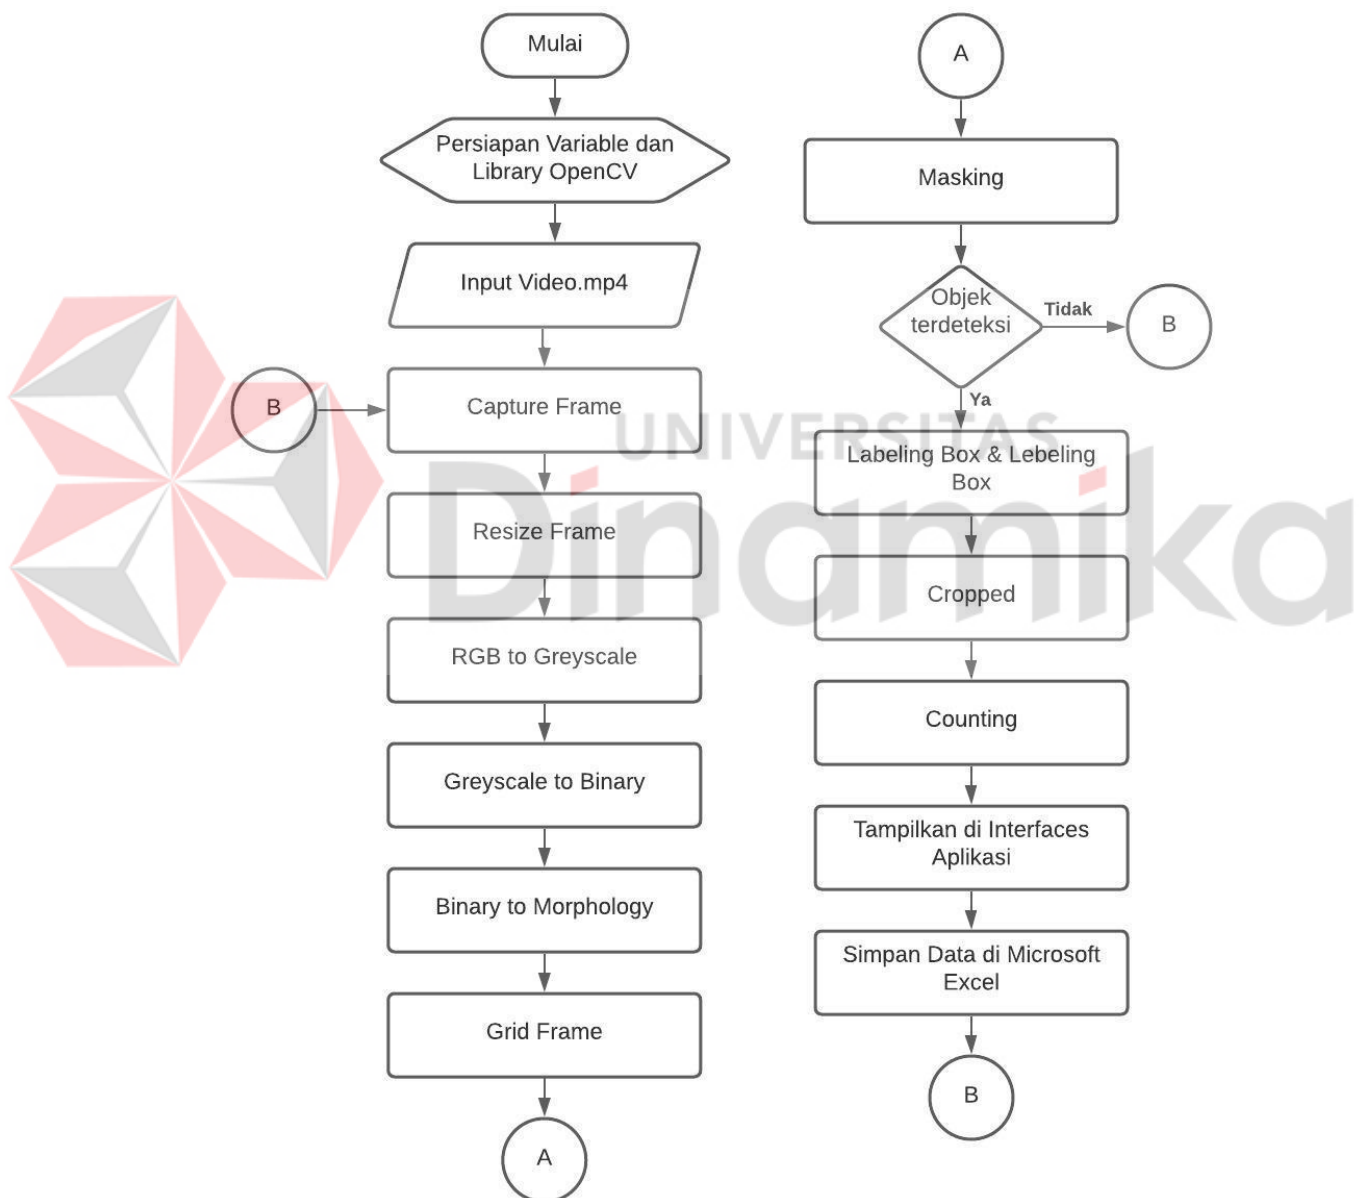 Mulai
Persiapan Variable dan
Library OpenCV
Input Video.mp4
B
Capture Frame
Resize Frame
RGB to Greyscale
Greyscale to Binary
Binary to Morphology
Grid Frame
A
A
Masking
Objek
terdeteksi
Tidak
B
Ya
Labeling Box & Lebeling
Box
Cropped
Counting
Tampilkan di Interfaces
Aplikasi
Simpan Data di Microsoft
Excel
B
UNIVERSITAS
Dinamika